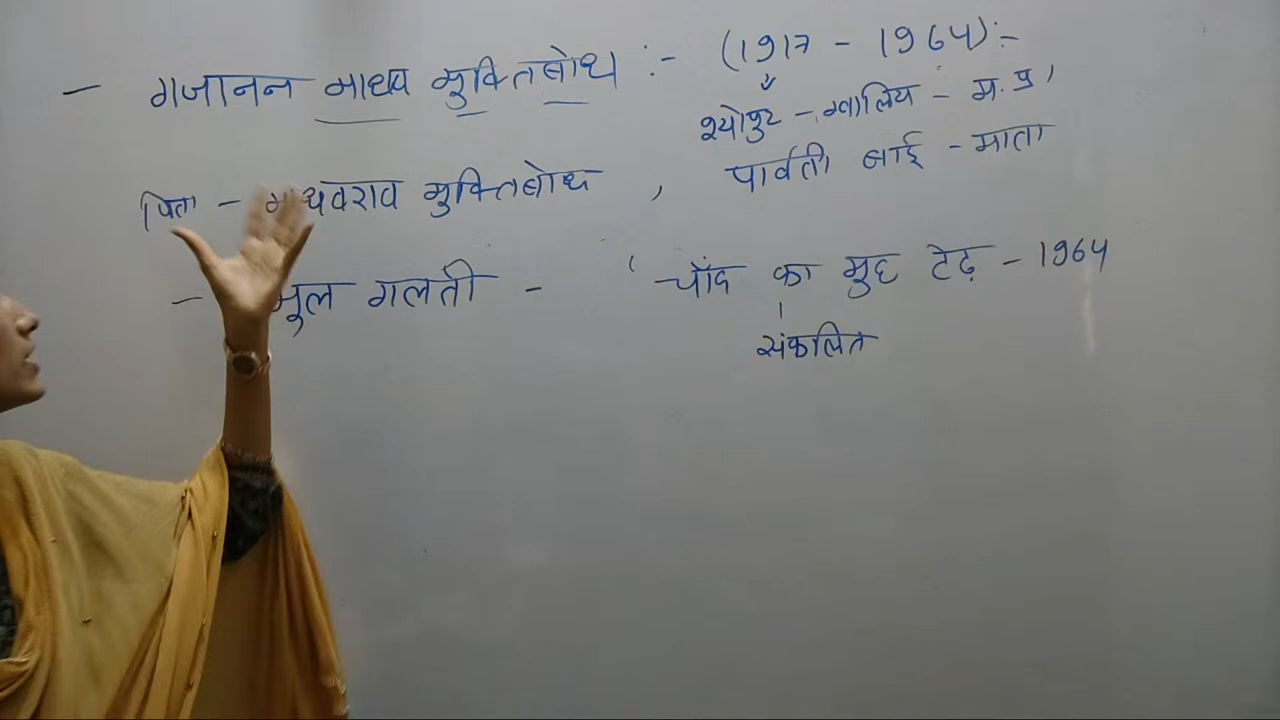 – गजानन माधव मुक्तिबोध :- (1917 - 1964):-
श्योपुर - ग्वालिय - म. प्र,
पिता - माधवराव मुक्तिबोध , पार्वती बाई - माता
– भूल गलती - ' चाँद का मुह टेढ़ - 1964
संकलित